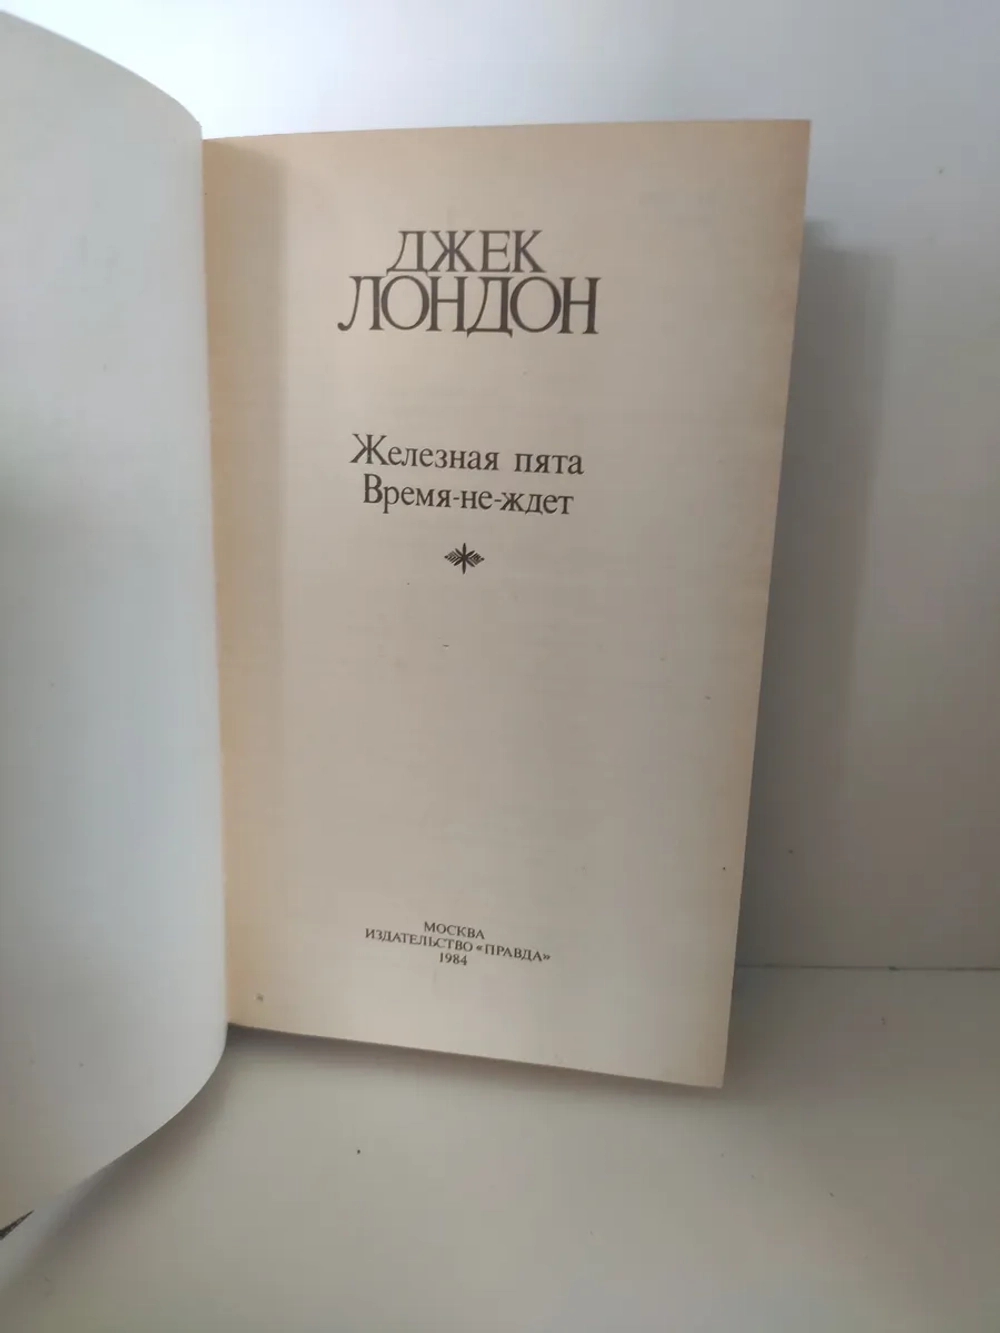 ДЖЕК
ЛОНДОН
Железная пята
Время-не-ждет
МОСКВА
ИЗДАТЕЛЬСТВО «ПРАВДА»
1984